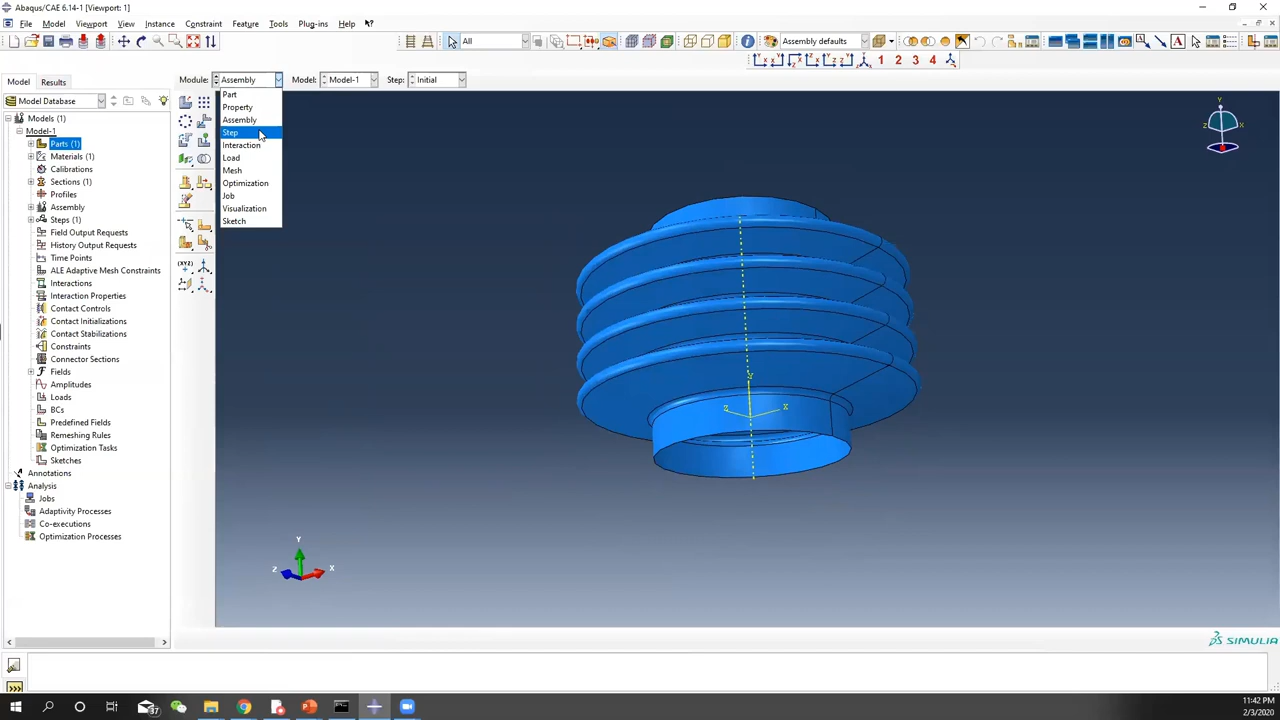 Abaqus/CAE 6.14-1 [Viewport: 1]
File Model Viewport View Instance Constraint Feature Tools Plug-ins Help
All
Assembly defaults
1 2 3 4
Model Results
Module: Assembly Model: Model-1 Step: Initial
Model Database
Part
Property
Assembly
Step
Interaction
Load
Mesh
Optimization
Job
Visualization
Sketch
Models (1)
Model-1
Parts (1)
Materials (1)
Calibrations
Sections (1)
Profiles
Assembly
Steps (1)
Field Output Requests
History Output Requests
Time Points
ALE Adaptive Mesh Constraints
Interactions
Interaction Properties
Contact Controls
Contact Initializations
Contact Stabilizations
Constraints
Connector Sections
Fields
Amplitudes
Loads
BCs
Predefined Fields
Remeshing Rules
Optimization Tasks
Sketches
Annotations
Analysis
Jobs
Adaptivity Processes
Co-executions
Optimization Processes
(XYZ)
Y
Z X
Y
Z X
Y
Z X
SIMULIA
37
11:42 PM
2/3/2020